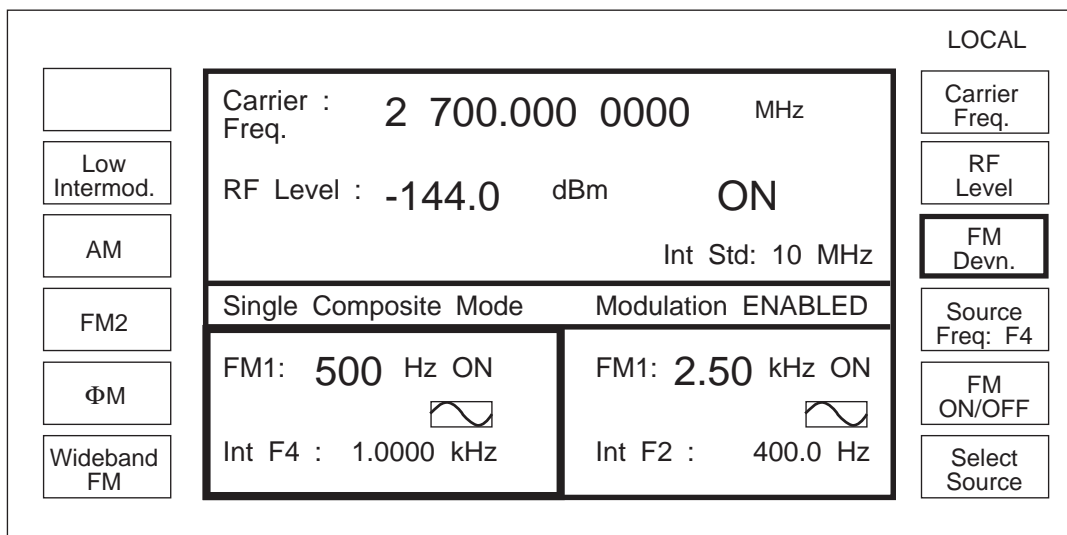 LOCAL
Low
Intermod.
AM
FM2
ΦM
Wideband
FM
Carrier :
Freq.
2 700.000 0000 MHz
RF Level : -144.0 dBm ON
Int Std: 10 MHz
Single Composite Mode
Modulation ENABLED
FM1: 500 Hz ON
Int F4 : 1.0000 kHz
FM1: 2.50 kHz ON
Int F2 : 400.0 Hz
Carrier
Freq.
RF
Level
FM
Devn.
Source
Freq: F4
FM
ON/OFF
Select
Source